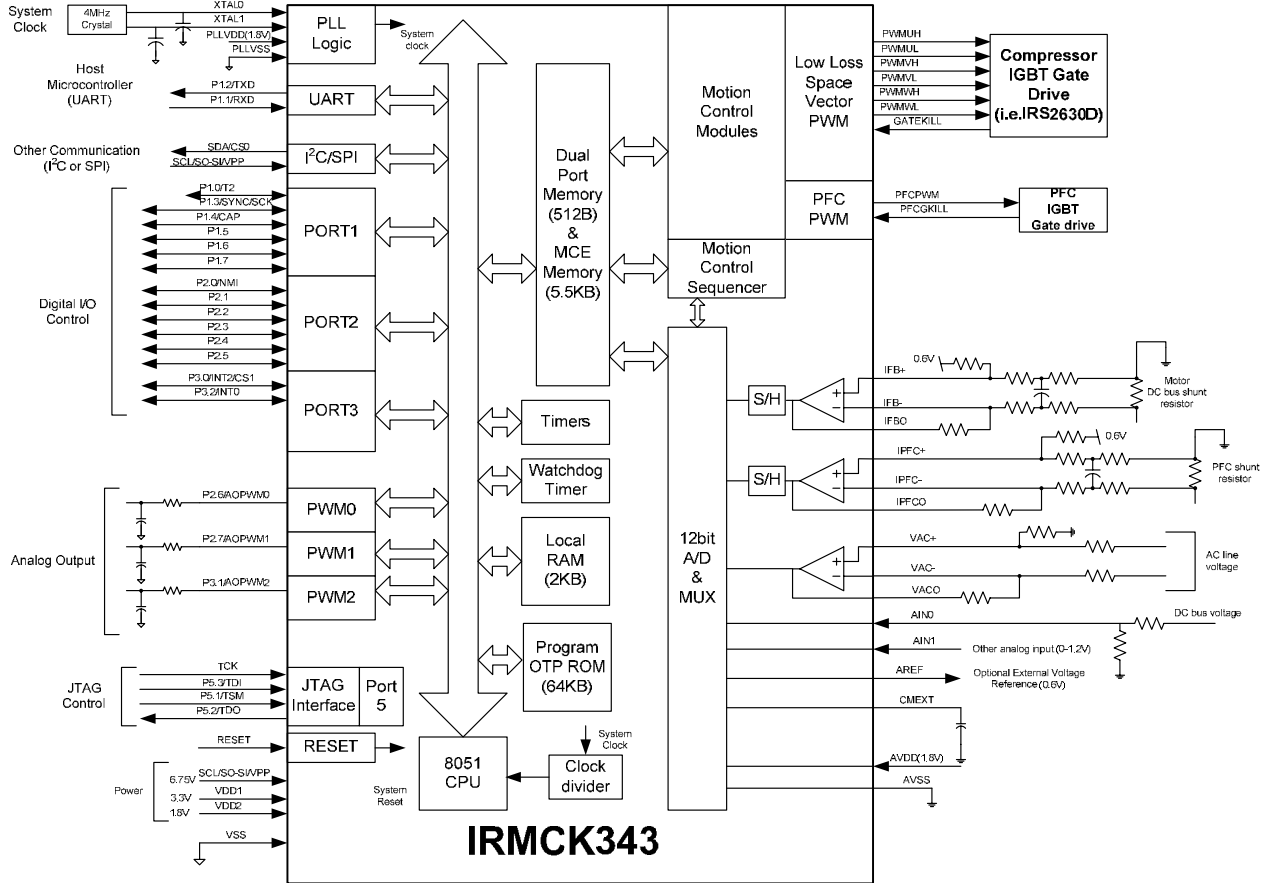 System
Clock
4MHz
Crystal
XTAL0
XTAL1
PLLVDD(1.8V)
PLLVSS
PLL
Logic
System
clock
Host
Microcontroller
(UART)
P1.2/TXD
P1.1/RXD
UART
Other Communication
(I²C or SPI)
SDA/CS0
SCL/SO-SI/VPP
I²C/SPI
Digital I/O
Control
P1.0/T2
P1.3/SYNC/SCK
P1.4/CAP
P1.5
P1.6
P1.7
PORT1
P2.0/NMI
P2.1
P2.2
P2.3
P2.4
P2.5
PORT2
P3.0/INT2/CS1
P3.2/INT0
PORT3
Analog Output
P2.6/AOPWM0
P2.7/AOPWM1
P3.1/AOPWM2
PWM0
PWM1
PWM2
JTAG
Control
TCK
P5.3/TDI
P5.1/TSM
P5.2/TDO
JTAG
Interface
Port
5
RESET
RESET
System
Reset
Power
6.75V
SCL/SO-SI/VPP
3.3V
VDD1
1.8V
VDD2
VSS
Dual
Port
Memory
(512B)
&
MCE
Memory
(5.5KB)
Timers
Watchdog
Timer
Local
RAM
(2KB)
Program
OTP ROM
(64KB)
8051
CPU
System
Clock
Clock
divider
Motion
Control
Modules
Low Loss
Space
Vector
PWM
PFC
PWM
Motion
Control
Sequencer
12bit
A/D
&
MUX
S/H
S/H
PWMUH
PWMUL
PWMVH
PWMVL
PWMWH
PWMWL
GATEKILL
Compressor
IGBT Gate
Drive
(i.e.IRS2630D)
PFCPWM
PFCGKILL
PFC
IGBT
Gate drive
IFB+
IFB-
IFBO
0.6V
+
−
Motor
DC bus shunt
resistor
IPFC+
IPFC-
IPFCO
0.6V
+
−
PFC shunt
resistor
VAC+
VAC-
VACO
+
−
AC line
voltage
AIN0
DC bus voltage
AIN1
Other analog input (0-1.2V)
AREF
Optional External Voltage
Reference (0.6V)
CMEXT
AVDD(1.8V)
AVSS
IRMCK343